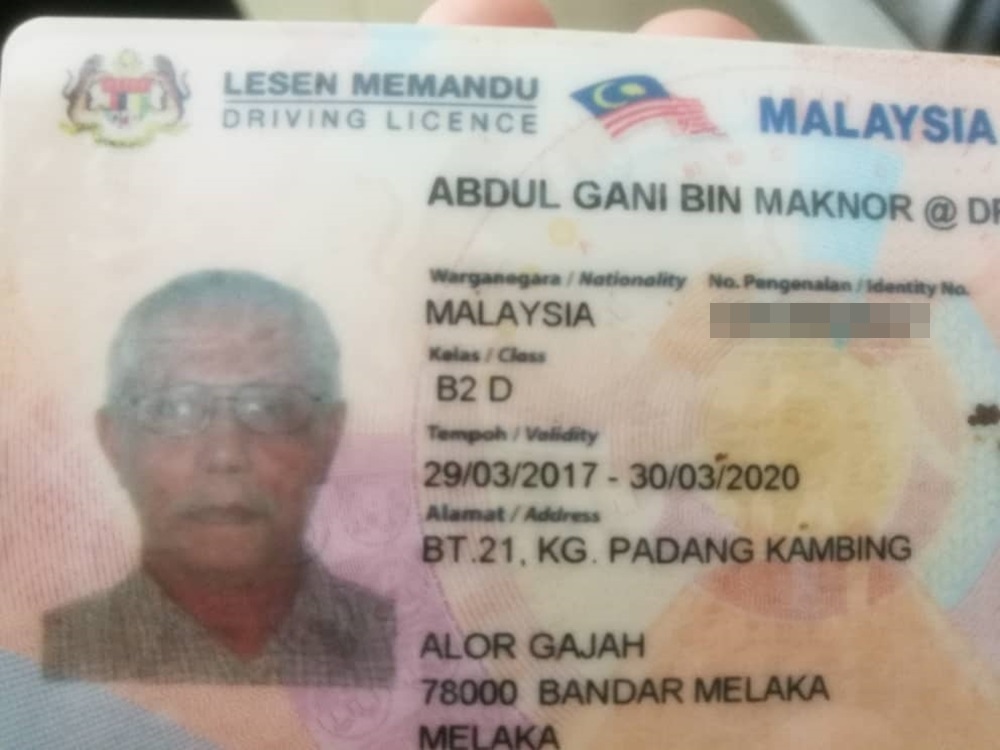 LESEN MEMANDU
DRIVING LICENCE
MALAYSIA
ABDUL GANI BIN MAKNOR @
Warganegara / Nationality No. Pengenalan / Identity No.
MALAYSIA
Kelas / Class
B2 D
Tempoh / Validity
29/03/2017 - 30/03/2020
Alamat / Address
BT.21, KG. PADANG KAMBING
ALOR GAJAH
78000 BANDAR MELAKA
MELAKA